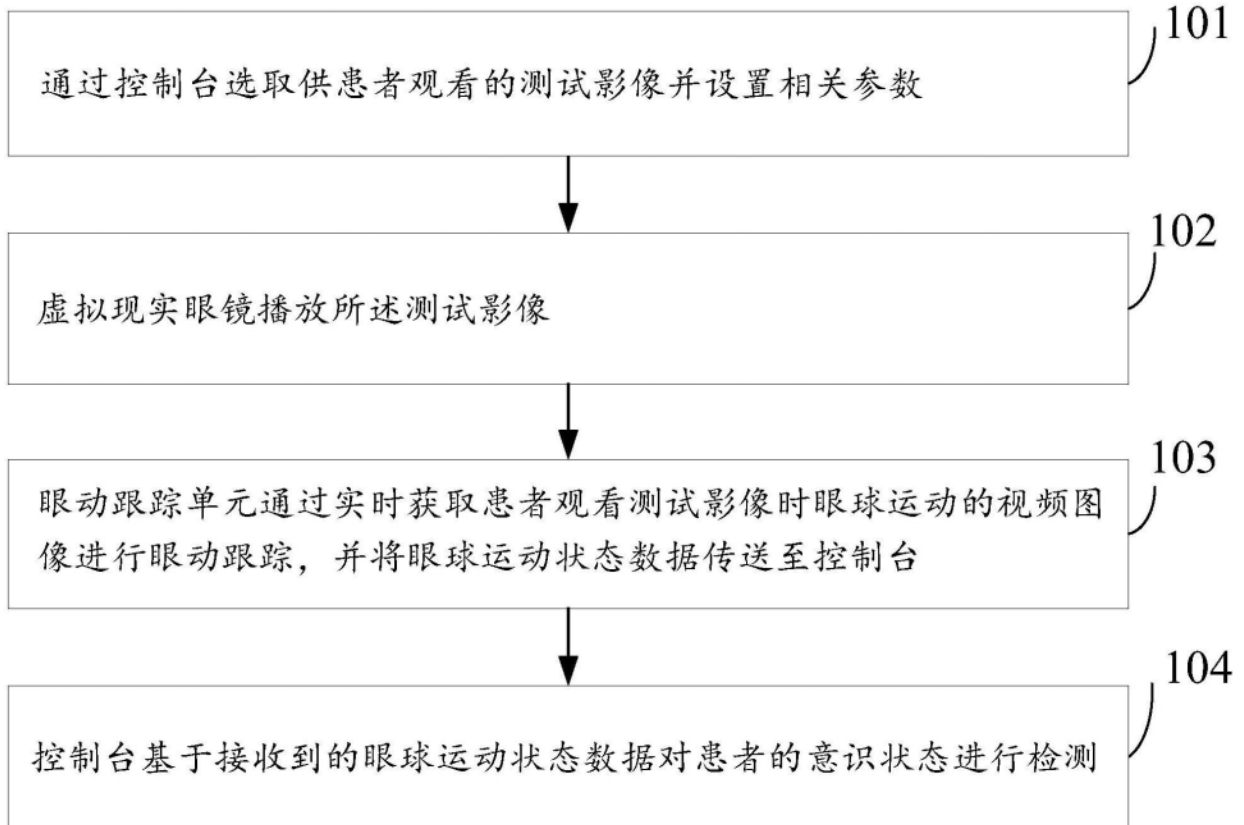 101
通过控制台选取供患者观看的测试影像并设置相关参数
102
虚拟现实眼镜播放所述测试影像
103
眼动跟踪单元通过实时获取患者观看测试影像时眼球运动的视频图
像进行眼动跟踪，并将眼球运动状态数据传送至控制台
104
控制台基于接收到的眼球运动状态数据对患者的意识状态进行检测